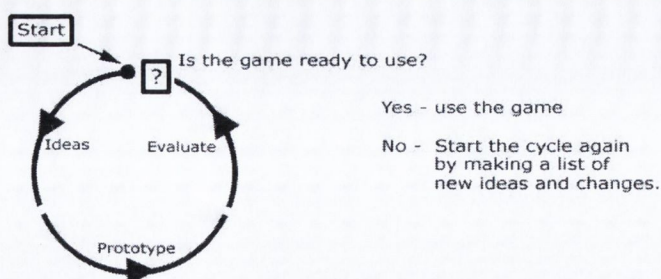 Start
? Is the game ready to use?
Yes - use the game
No - Start the cycle again
by making a list of
new ideas and changes.
Ideas
Evaluate
Prototype